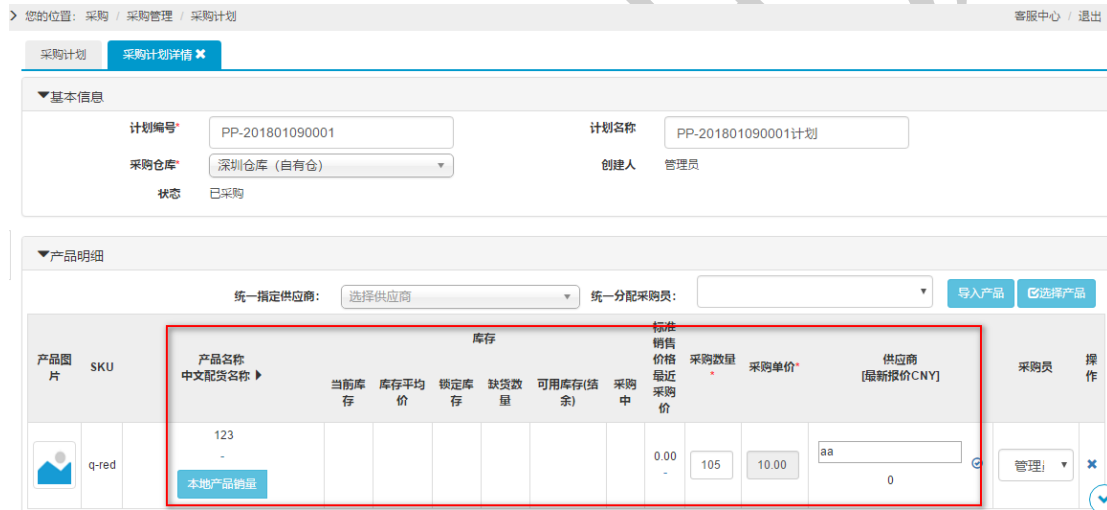 您的位置： 采购 / 采购管理 / 采购计划
客服中心 / 退出
采购计划
采购计划详情
基本信息
计划编号* PP-201801090001
计划名称 PP-201801090001计划
采购仓库* 深圳仓库（自有仓）
创建人 管理员
状态 已采购
产品明细
统一指定供应商： 选择供应商
统一分配采购员：
导入产品
选择产品
产品图片
SKU
产品名称
中文配货名称
库存
当前库存
库存平均价
锁定库存
缺货数量
可用库存(结余)
采购中
标准销售价格
最近采购价
采购数量*
采购单价*
供应商
[最新报价CNY]
采购员
操作
q-red
123
-
本地产品销量
0.00
-
105
10.00
aa
0
管理